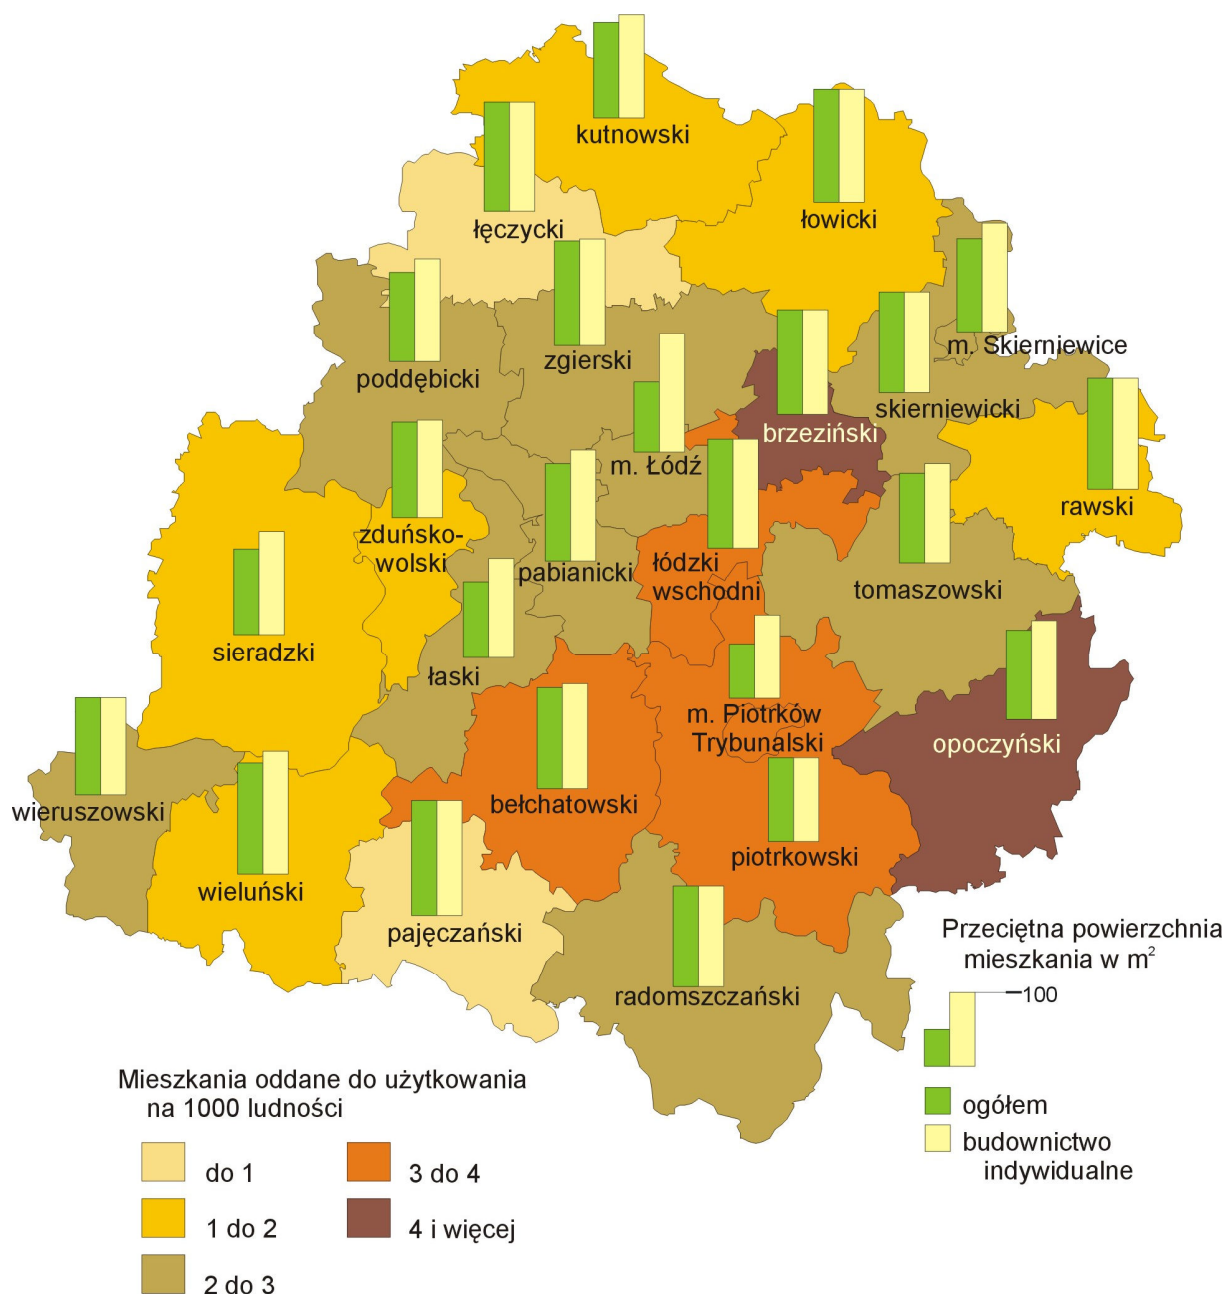 kutnowski
łęczycki
łowicki
m. Skierniewice
zgierski
poddębicki
skierniewicki
brzeziński
m. Łódź
rawski
zduńsko-
wolski
pabianicki
łódzki
wschodni
tomaszowski
sieradzki
łaski
m. Piotrków
Trybunalski
opoczyński
wieruszowski
bełchatowski
piotrkowski
wieluński
pajęczański
radomszczański
Przeciętna powierzchnia
mieszkania w m²
100
ogółem
budownictwo
indywidualne
Mieszkania oddane do użytkowania
na 1000 ludności
do 1
1 do 2
2 do 3
3 do 4
4 i więcej